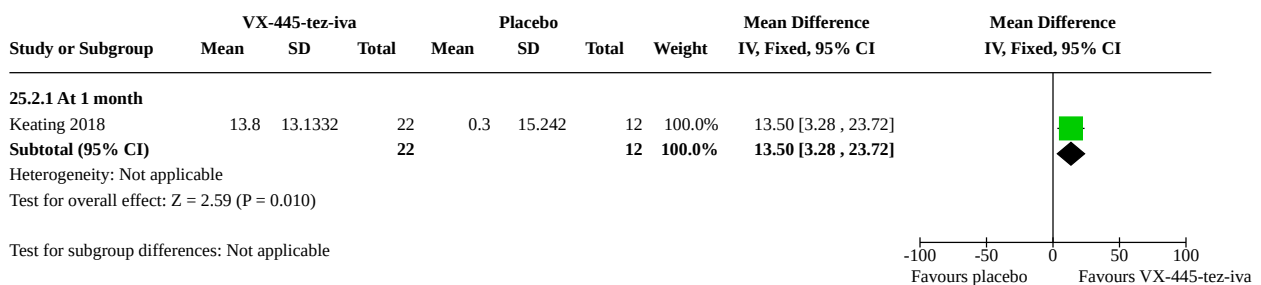 VX-445-tez-iva Placebo Mean Difference Mean Difference
Study or Subgroup Mean SD Total Mean SD Total Weight IV, Fixed, 95% CI IV, Fixed, 95% CI
25.2.1 At 1 month
Keating 2018 13.8 13.1332 22 0.3 15.242 12 100.0% 13.50 [3.28 , 23.72]
Subtotal (95% CI) 22 12 100.0% 13.50 [3.28 , 23.72]
Heterogeneity: Not applicable
Test for overall effect: Z = 2.59 (P = 0.010)
Test for subgroup differences: Not applicable
-100 -50 0 50 100
Favours placebo Favours VX-445-tez-iva